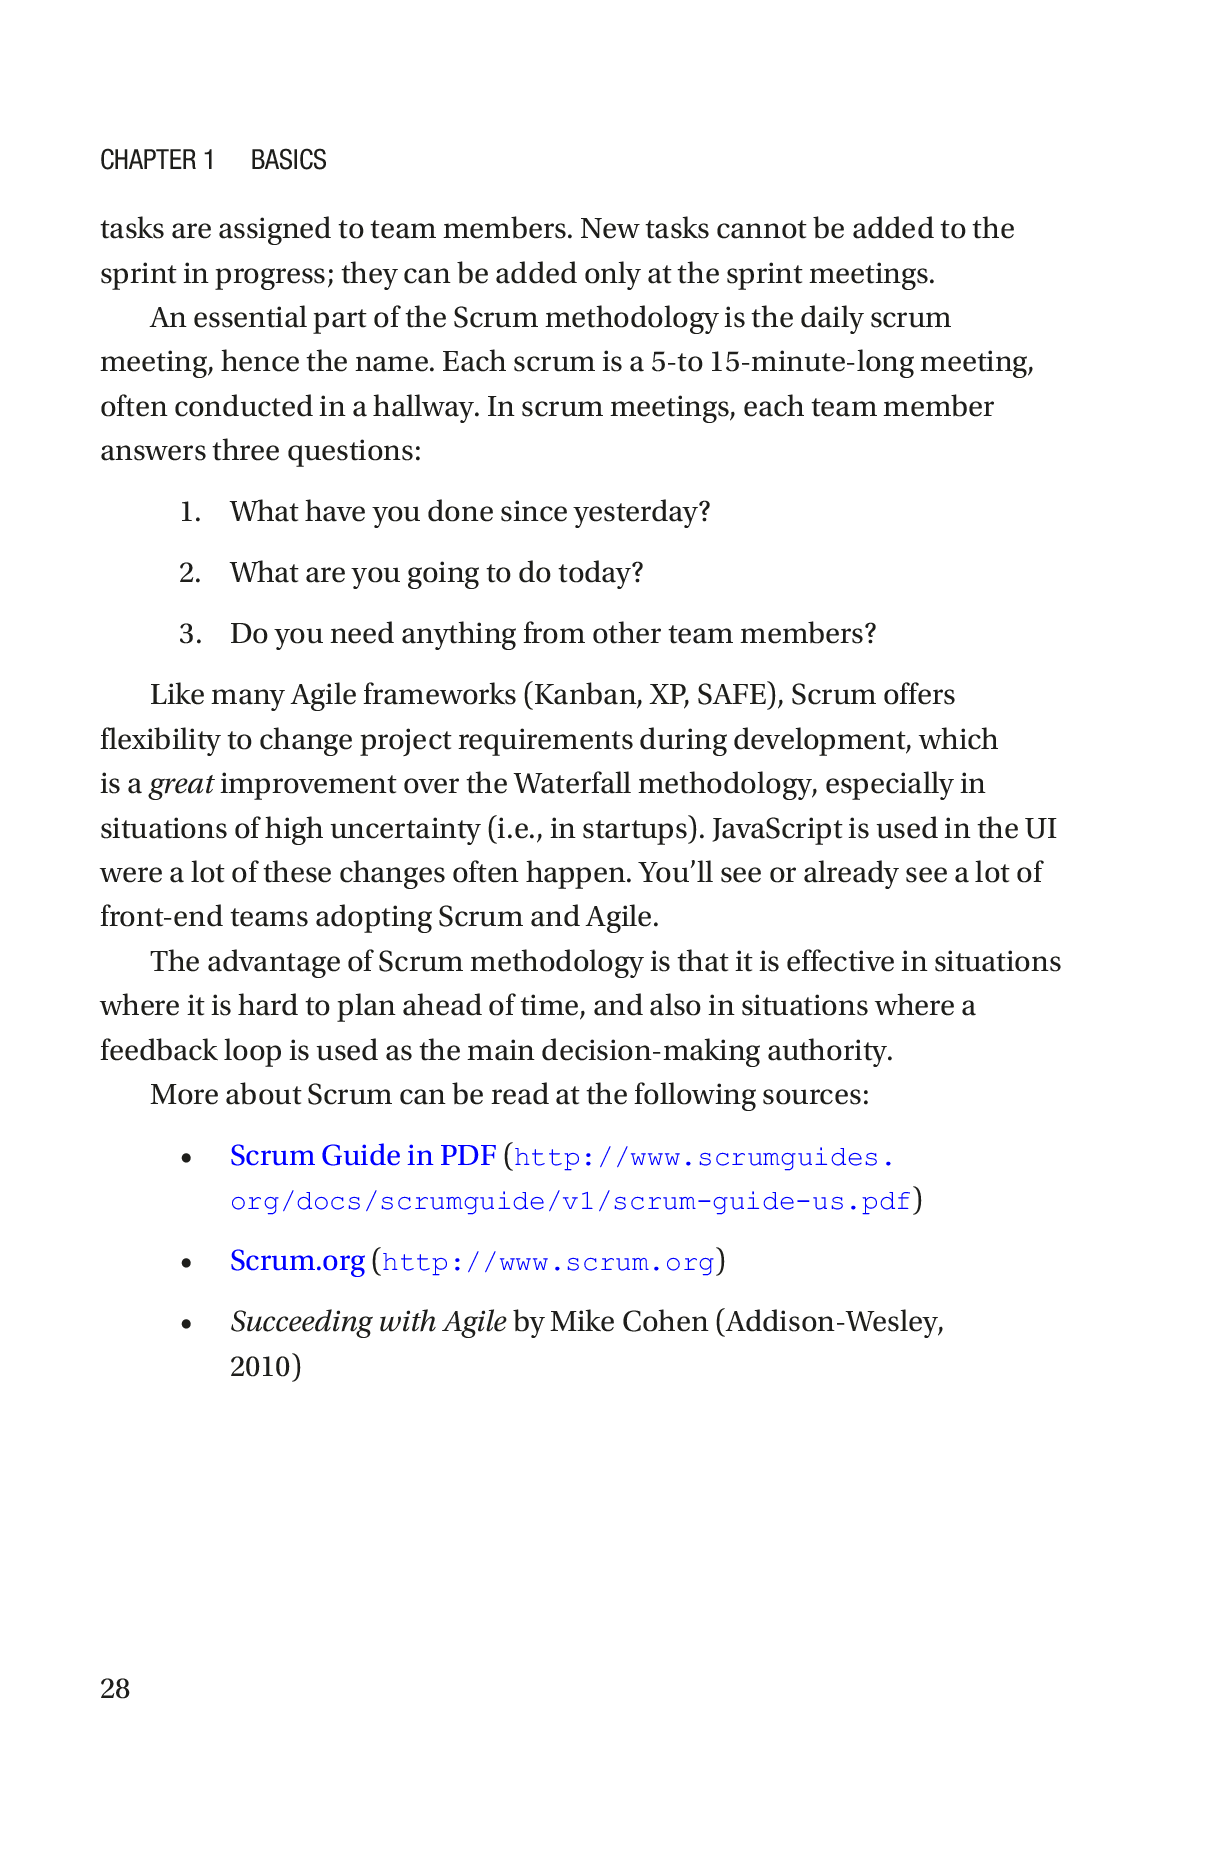 CHAPTER 1 BASICS
tasks are assigned to team members. New tasks cannot be added to the
sprint in progress; they can be added only at the sprint meetings.
An essential part of the Scrum methodology is the daily scrum
meeting, hence the name. Each scrum is a 5-to 15-minute-long meeting,
often conducted in a hallway. In scrum meetings, each team member
answers three questions:
1. What have you done since yesterday?
2. What are you going to do today?
3. Do you need anything from other team members?
Like many Agile frameworks (Kanban, XP, SAFE), Scrum offers
flexibility to change project requirements during development, which
is a great improvement over the Waterfall methodology, especially in
situations of high uncertainty (i.e., in startups). JavaScript is used in the UI
were a lot of these changes often happen. You’ll see or already see a lot of
front-end teams adopting Scrum and Agile.
The advantage of Scrum methodology is that it is effective in situations
where it is hard to plan ahead of time, and also in situations where a
feedback loop is used as the main decision-making authority.
More about Scrum can be read at the following sources:
• Scrum Guide in PDF (http://www.scrumguides.
org/docs/scrumguide/v1/scrum-guide-us.pdf)
• Scrum.org (http://www.scrum.org)
• Succeeding with Agile by Mike Cohen (Addison-Wesley,
2010)
28